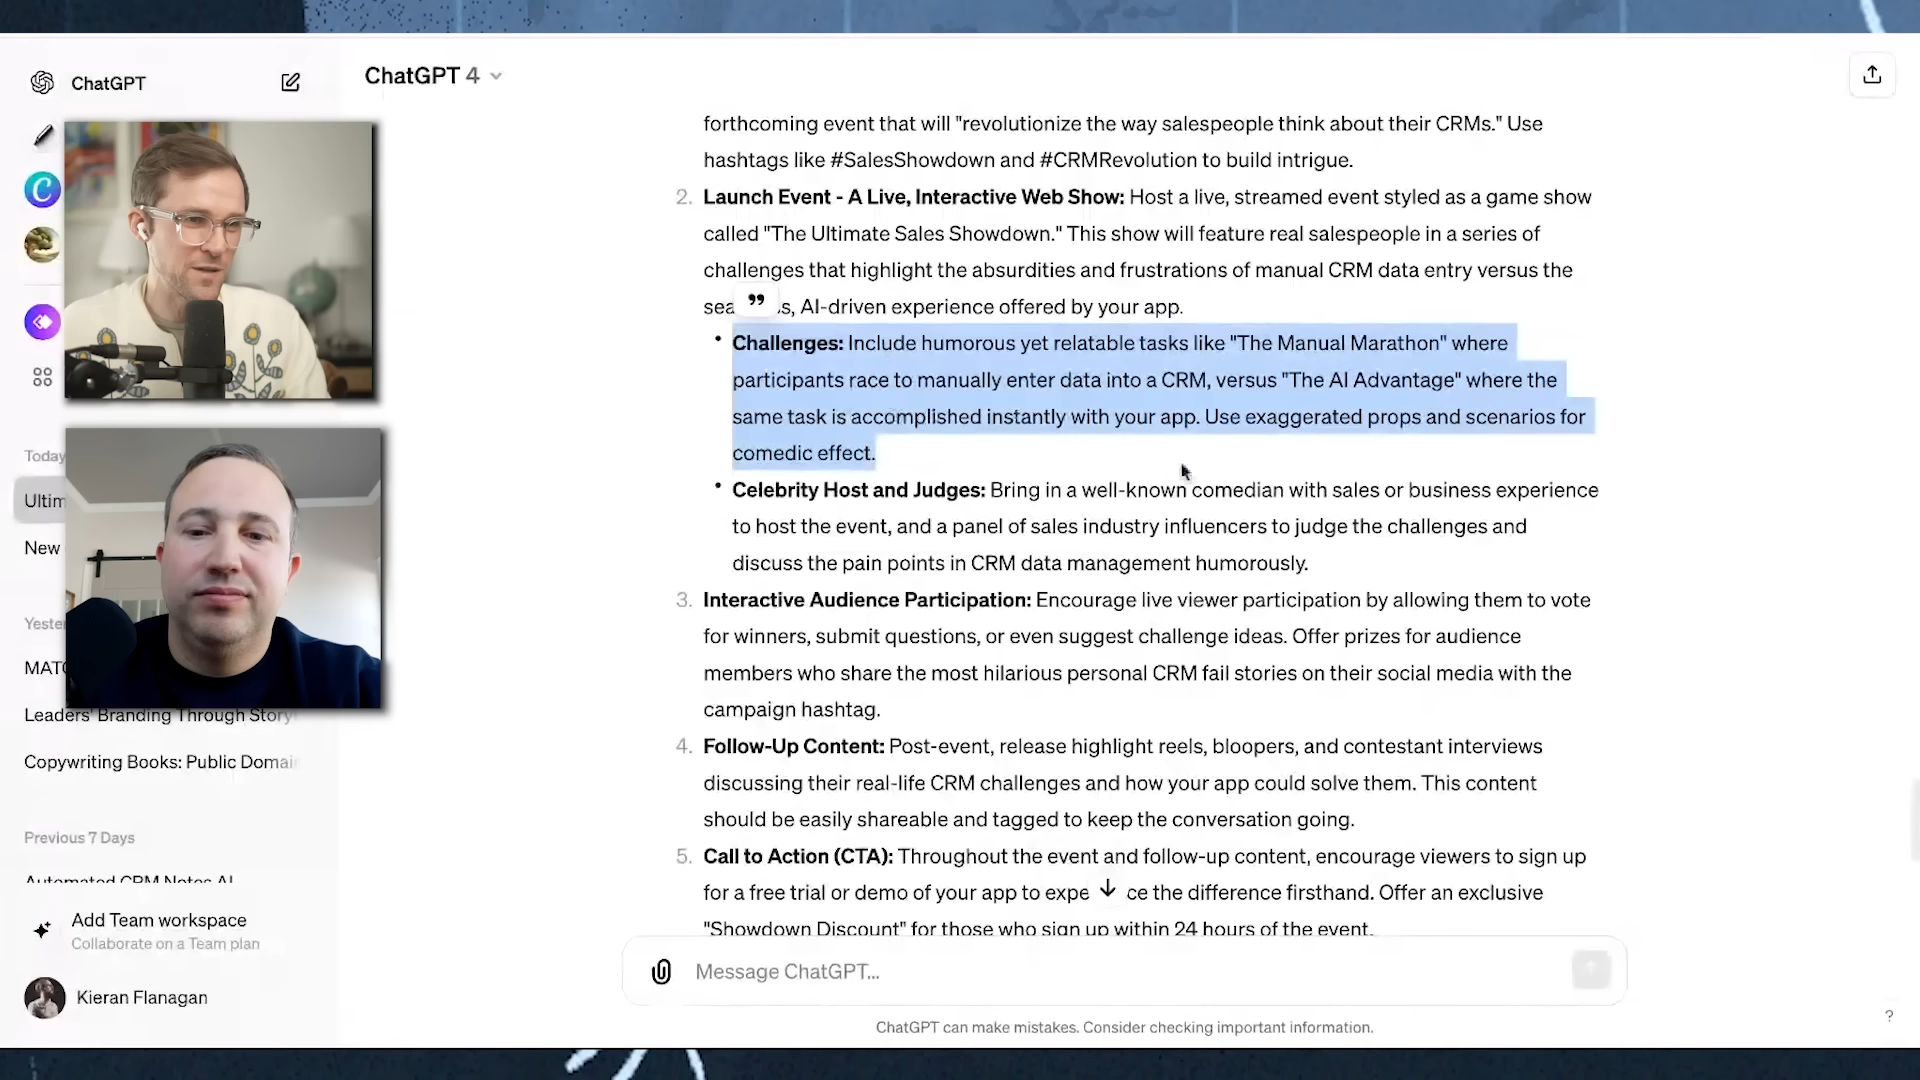 ChatGPT
ChatGPT 4
Today
Ultim
New
Yeste
MATC
Leaders' Branding Through Story
Copywriting Books: Public Domai
Previous 7 Days
Automated CRM Notes AI
Add Team workspace
Collaborate on a Team plan
Kieran Flanagan
forthcoming event that will "revolutionize the way salespeople think about their CRMs." Use
hashtags like #SalesShowdown and #CRMRevolution to build intrigue.
2. Launch Event - A Live, Interactive Web Show: Host a live, streamed event styled as a game show
called "The Ultimate Sales Showdown." This show will feature real salespeople in a series of
challenges that highlight the absurdities and frustrations of manual CRM data entry versus the
sea s, AI-driven experience offered by your app.
• Challenges: Include humorous yet relatable tasks like "The Manual Marathon" where
participants race to manually enter data into a CRM, versus "The AI Advantage" where the
same task is accomplished instantly with your app. Use exaggerated props and scenarios for
comedic effect.
• Celebrity Host and Judges: Bring in a well-known comedian with sales or business experience
to host the event, and a panel of sales industry influencers to judge the challenges and
discuss the pain points in CRM data management humorously.
3. Interactive Audience Participation: Encourage live viewer participation by allowing them to vote
for winners, submit questions, or even suggest challenge ideas. Offer prizes for audience
members who share the most hilarious personal CRM fail stories on their social media with the
campaign hashtag.
4. Follow-Up Content: Post-event, release highlight reels, bloopers, and contestant interviews
discussing their real-life CRM challenges and how your app could solve them. This content
should be easily shareable and tagged to keep the conversation going.
5. Call to Action (CTA): Throughout the event and follow-up content, encourage viewers to sign up
for a free trial or demo of your app to expe ce the difference firsthand. Offer an exclusive
"Showdown Discount" for those who sign up within 24 hours of the event.
Message ChatGPT...
ChatGPT can make mistakes. Consider checking important information.
?